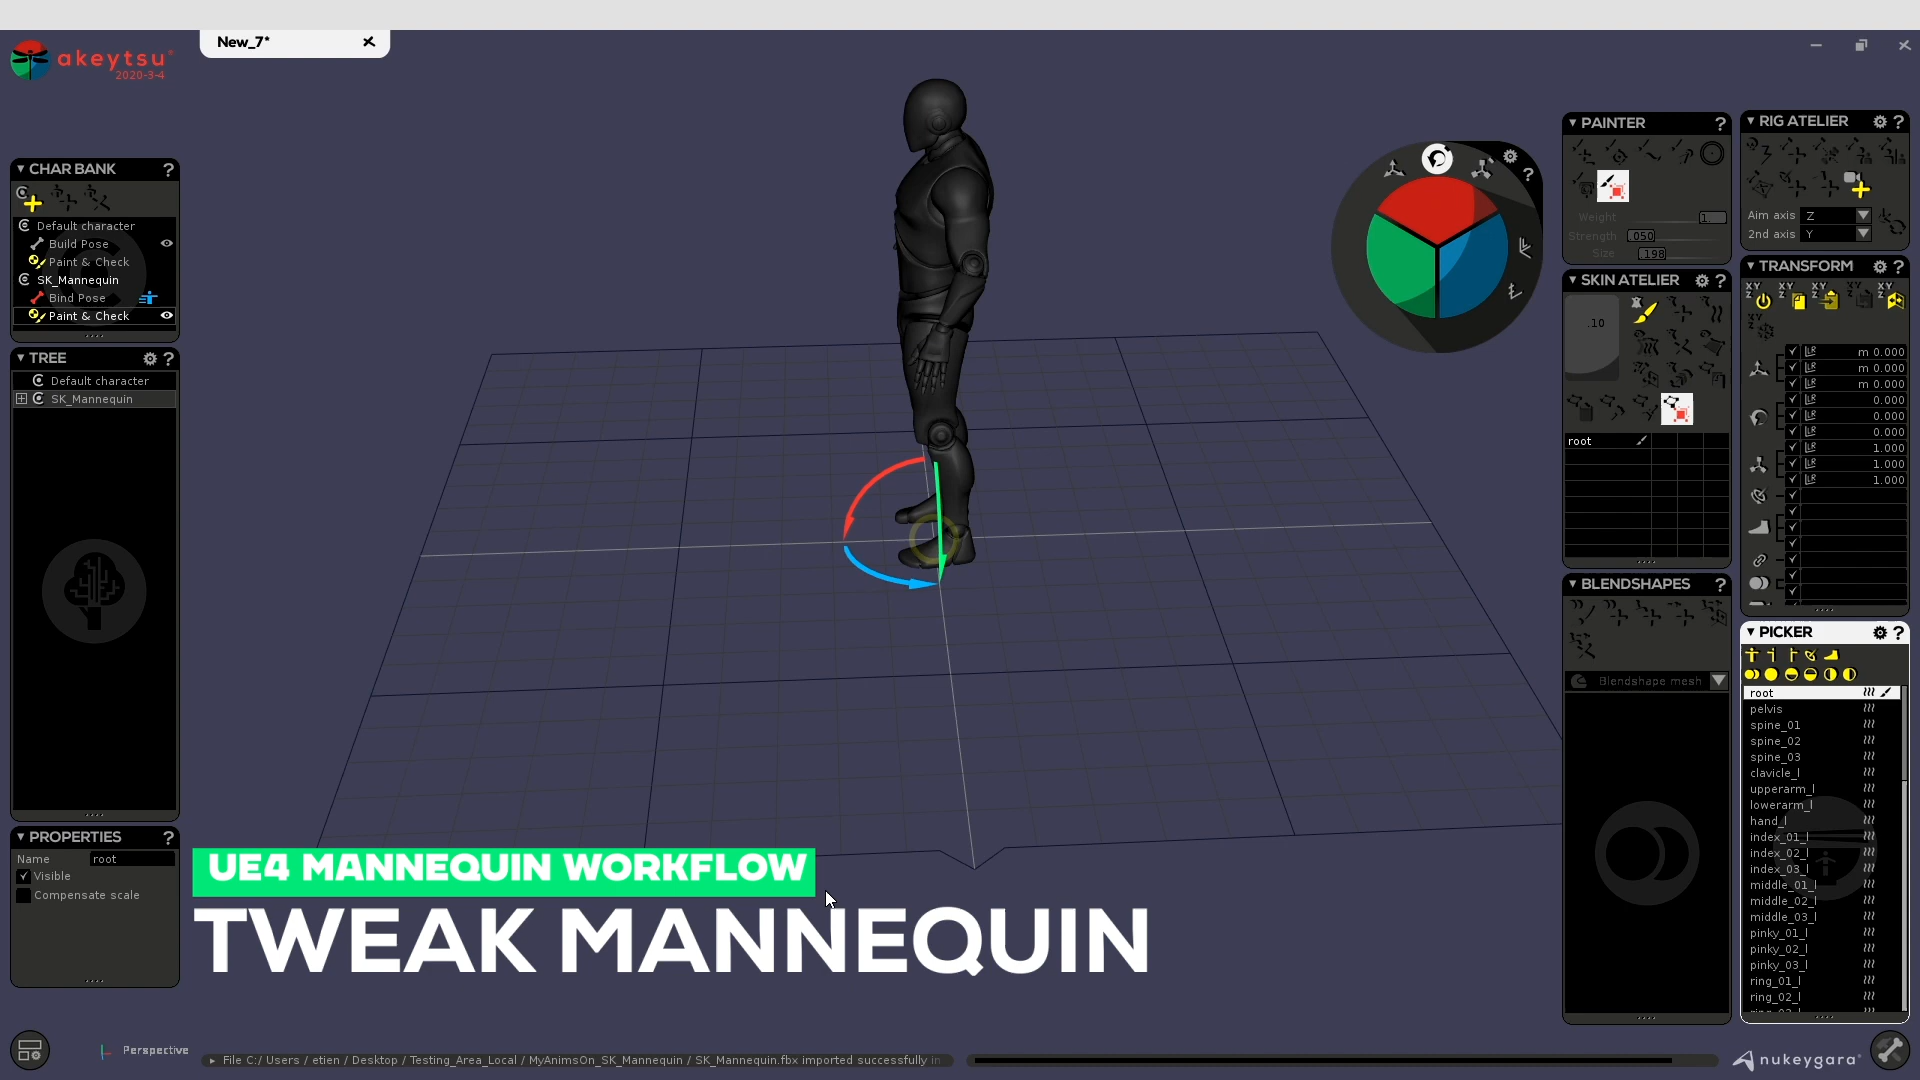 New_7*
akeytsu
2020-3-4
CHAR BANK ?
Default character
Build Pose
Paint & Check
SK_Mannequin
Bind Pose
Paint & Check
TREE ?
Default character
SK_Mannequin
PROPERTIES ?
Name root
Visible
Compensate scale
UE4 MANNEQUIN WORKFLOW
TWEAK MANNEQUIN
Perspective
File C:/ Users / etien / Desktop / Testing_Area_Local / MyAnimsOn_SK_Mannequin / SK_Mannequin.fbx imported successfully in
?
PAINTER ?
Weight 1.
Strength .050
Size .198
SKIN ATELIER ?
.10
root
BLENDSHAPES ?
Blendshape mesh
RIG ATELIER ?
Aim axis Z
2nd axis Y
TRANSFORM ?
m 0.000
m 0.000
m 0.000
0.000
0.000
0.000
1.000
1.000
1.000
PICKER ?
root
pelvis
spine_01
spine_02
spine_03
clavicle_l
upperarm_l
lowerarm_l
hand_l
index_01_l
index_02_l
index_03_l
middle_01_l
middle_02_l
middle_03_l
pinky_01_l
pinky_02_l
pinky_03_l
ring_01_l
ring_02_l
nukeygara